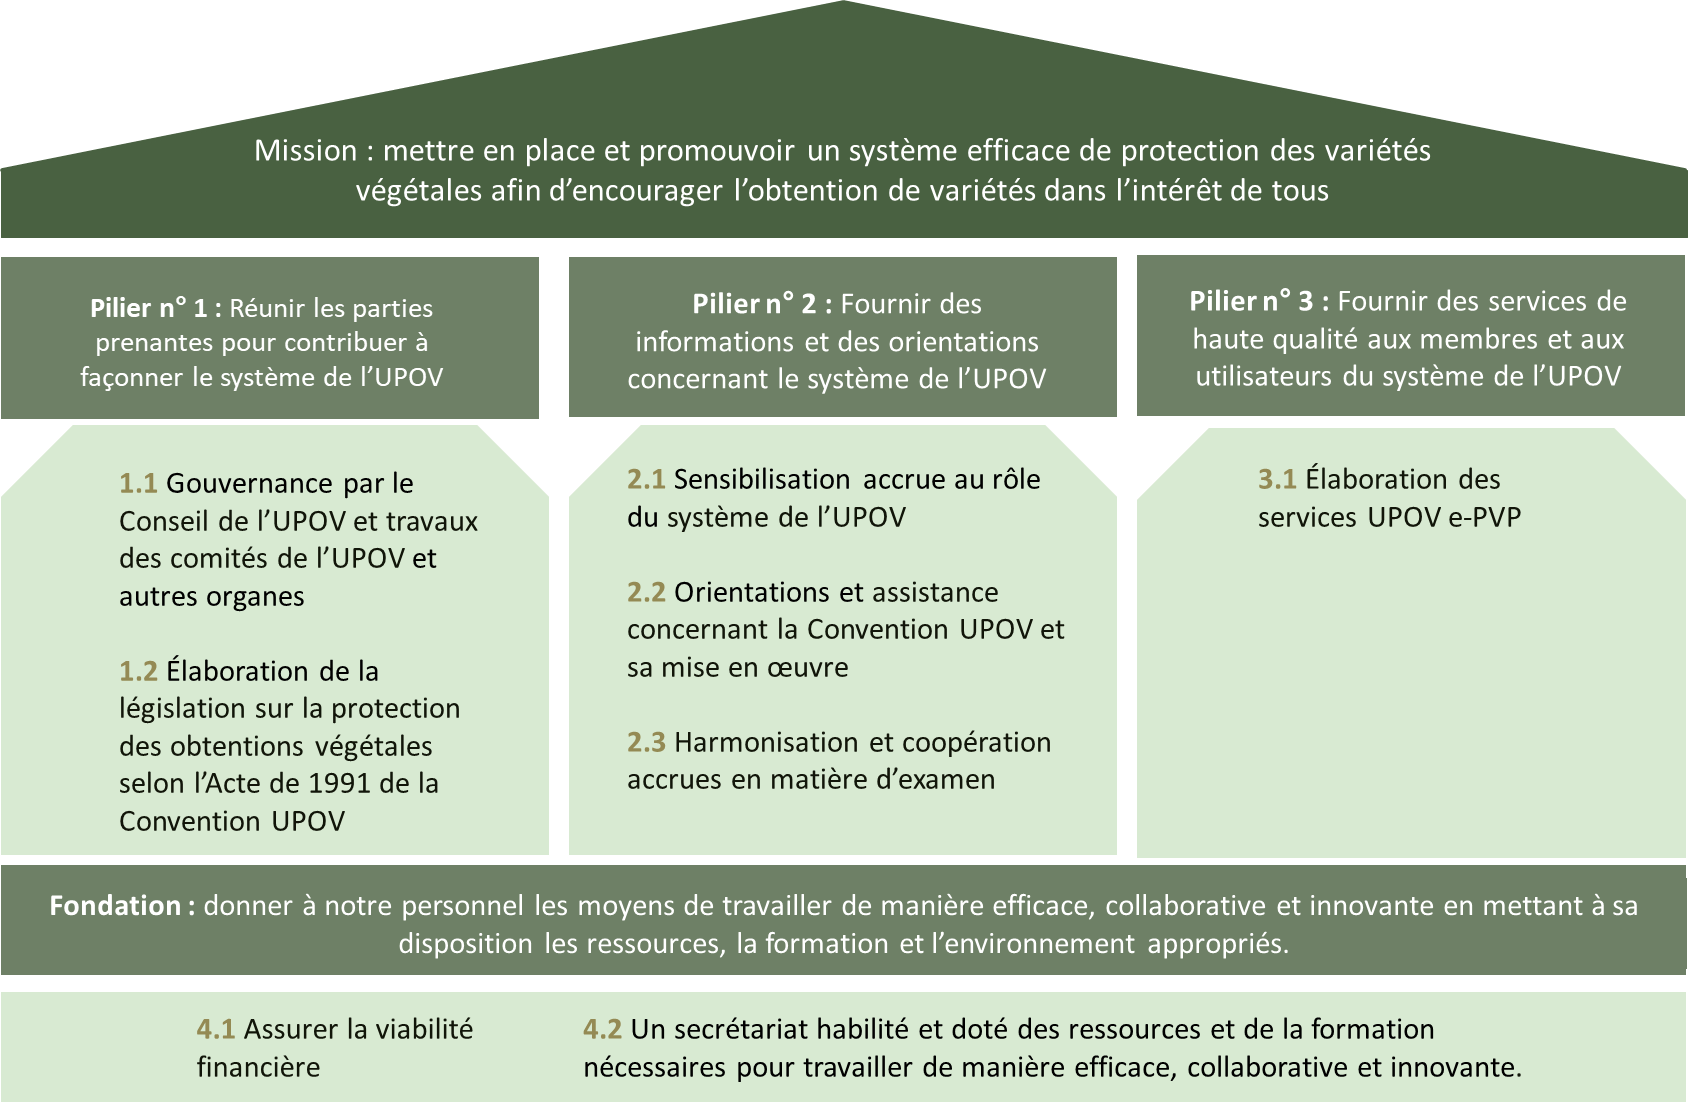 Mission : mettre en place et promouvoir un système efficace de protection des variétés
végétales afin d’encourager l’obtention de variétés dans l’intérêt de tous
Pilier n° 1 : Réunir les parties
prenantes pour contribuer à
façonner le système de l’UPOV
Pilier n° 2 : Fournir des
informations et des orientations
concernant le système de l’UPOV
Pilier n° 3 : Fournir des services de
haute qualité aux membres et aux
utilisateurs du système de l’UPOV
1.1 Gouvernance par le
Conseil de l’UPOV et travaux
des comités de l’UPOV et
autres organes
1.2 Élaboration de la
législation sur la protection
des obtentions végétales
selon l’Acte de 1991 de la
Convention UPOV
2.1 Sensibilisation accrue au rôle
du système de l’UPOV
2.2 Orientations et assistance
concernant la Convention UPOV et
sa mise en œuvre
2.3 Harmonisation et coopération
accrues en matière d’examen
3.1 Élaboration des
services UPOV e-PVP
Fondation : donner à notre personnel les moyens de travailler de manière efficace, collaborative et innovante en mettant à sa
disposition les ressources, la formation et l’environnement appropriés.
4.1 Assurer la viabilité
financière
4.2 Un secrétariat habilité et doté des ressources et de la formation
nécessaires pour travailler de manière efficace, collaborative et innovante.